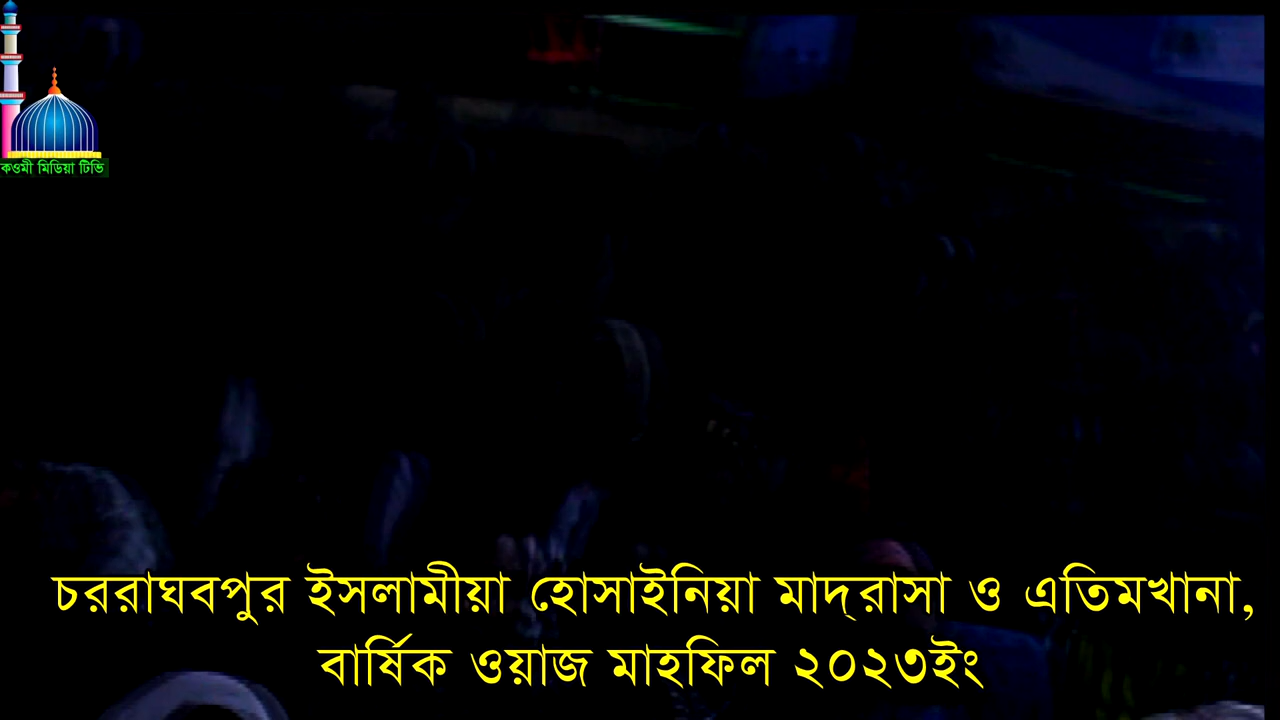 কওমী মিডিয়া টিভি
চররাঘবপুর ইসলামীয়া হোসাইনিয়া মাদ্‌রাসা ও এতিমখানা,
বার্ষিক ওয়াজ মাহফিল ২০২৩ইং